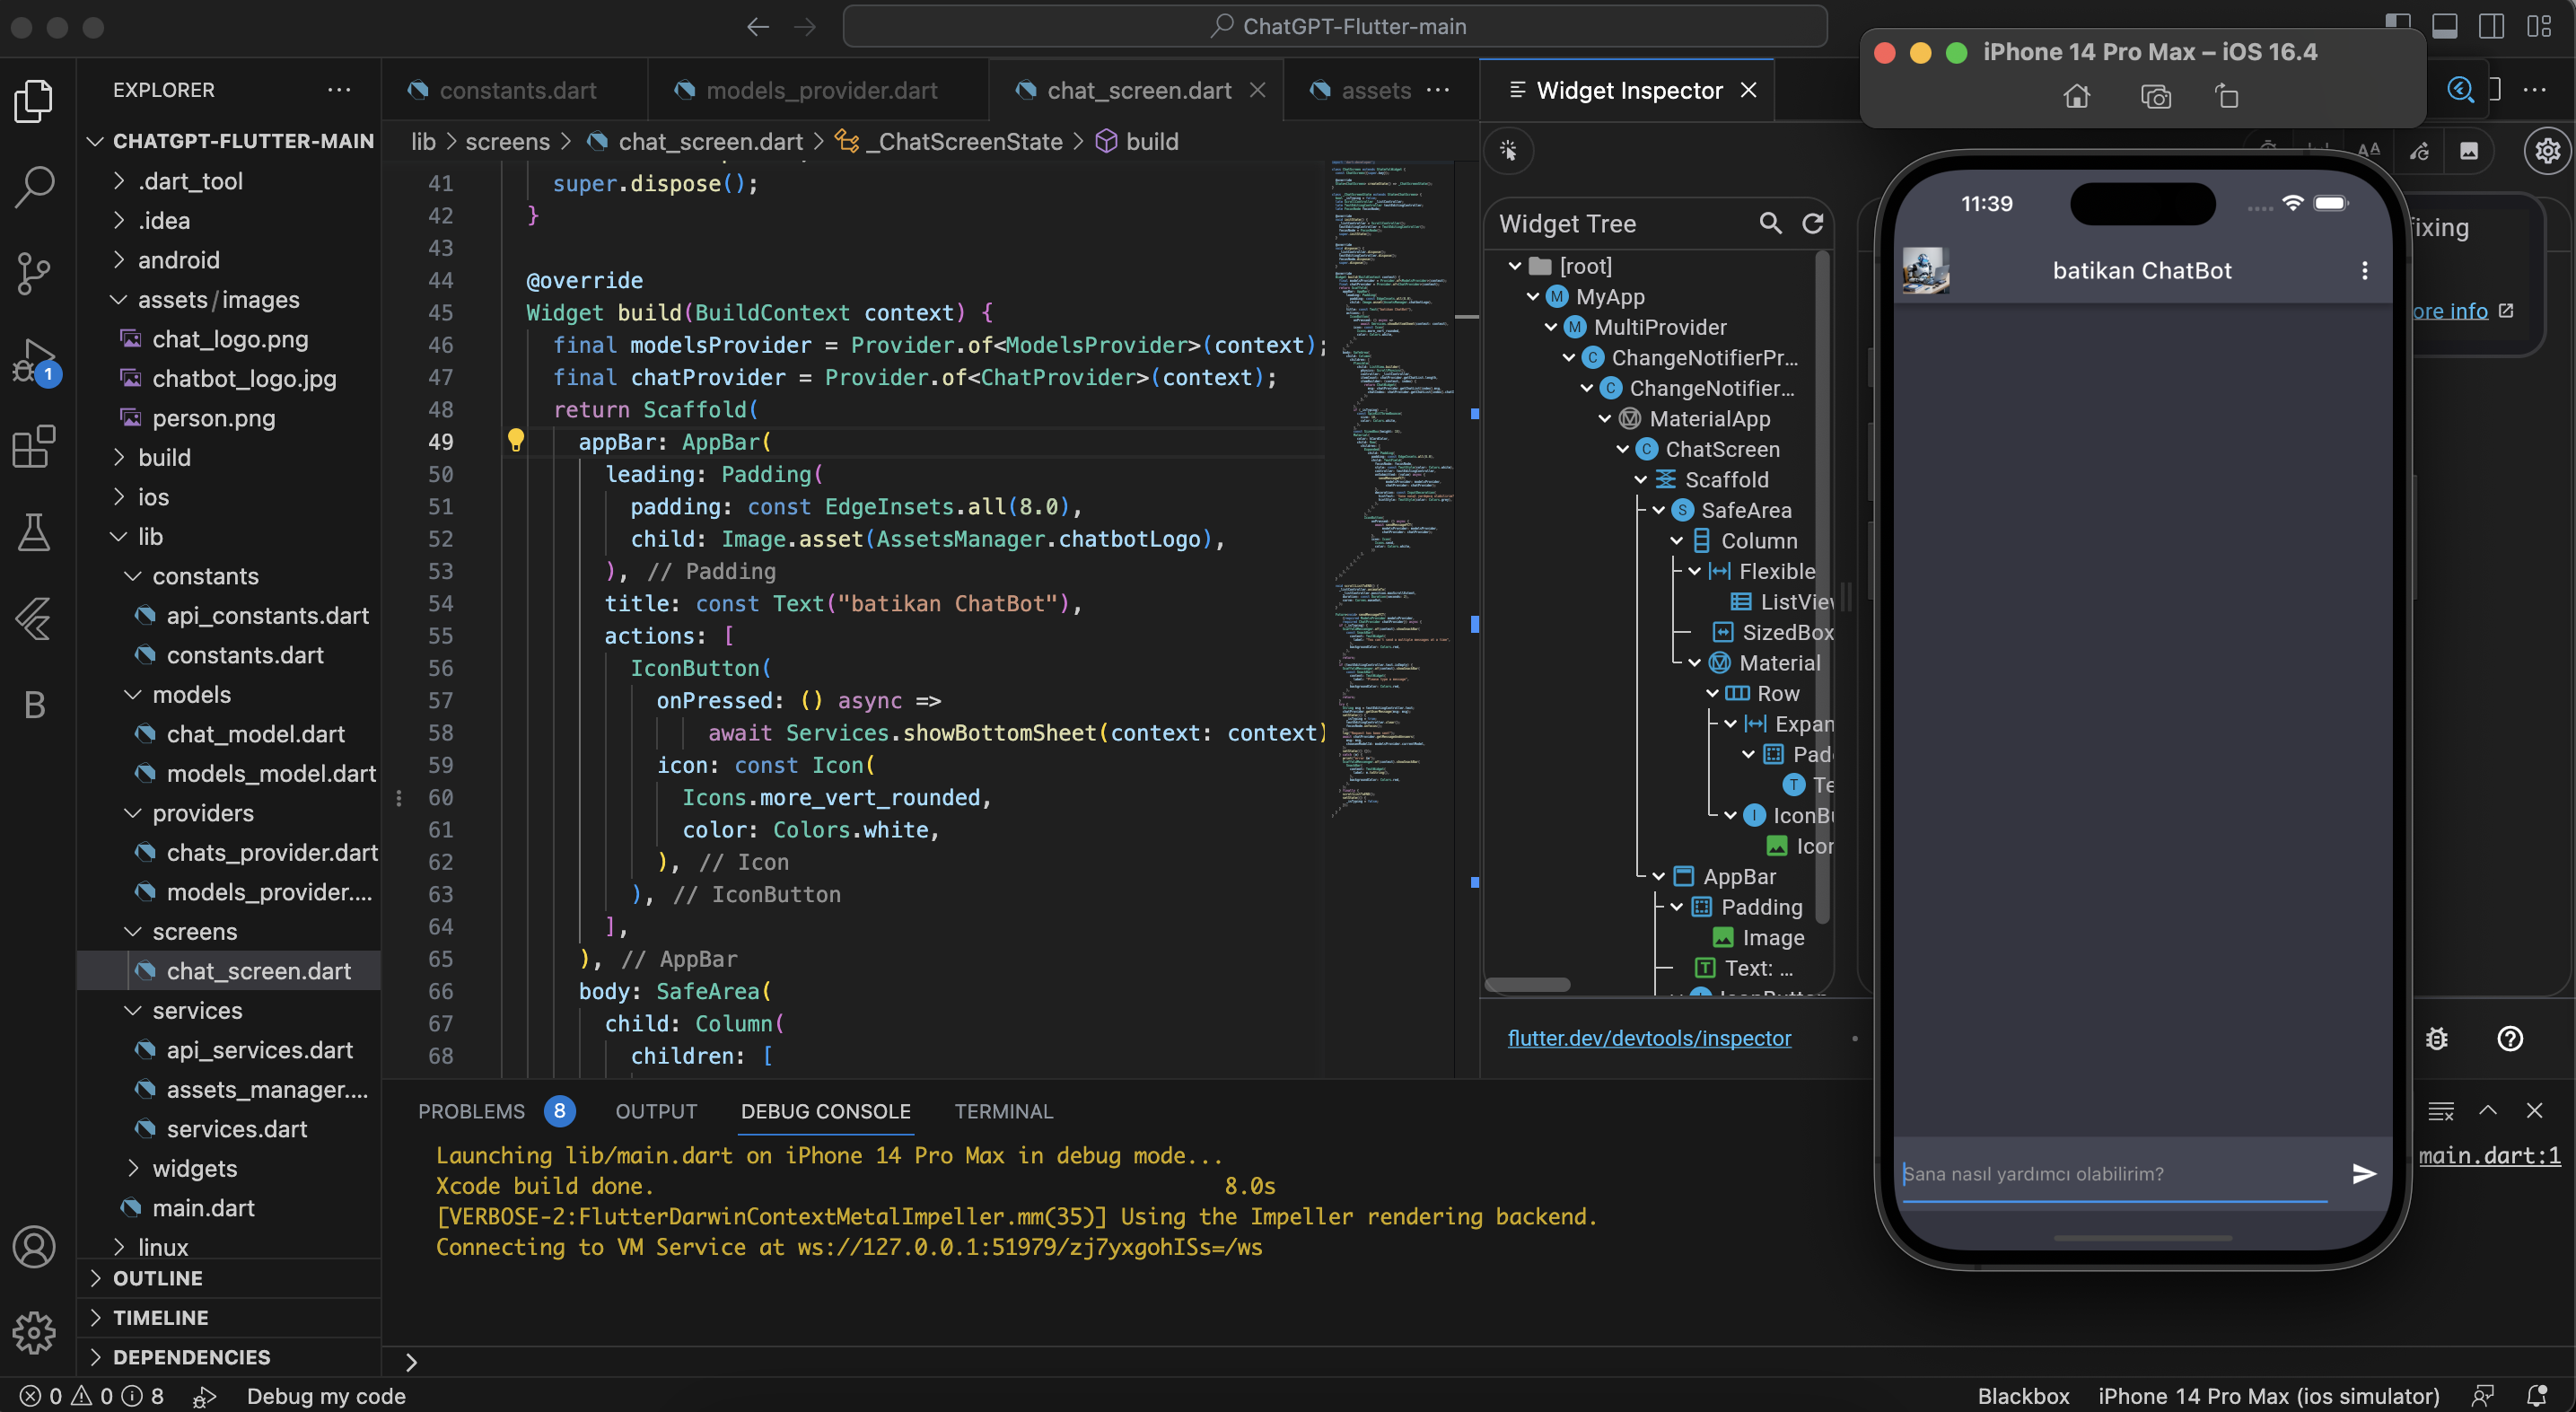 ChatGPT-Flutter-main
iPhone 14 Pro Max – iOS 16.4
EXPLORER
constants.dart
models_provider.dart
chat_screen.dart
assets
Widget Inspector
CHATGPT-FLUTTER-MAIN
lib > screens > chat_screen.dart > _ChatScreenState > build
.dart_tool
.idea
android
assets/images
chat_logo.png
chatbot_logo.jpg
person.png
build
ios
lib
constants
api_constants.dart
constants.dart
models
chat_model.dart
models_model.dart
providers
chats_provider.dart
models_provider....
screens
chat_screen.dart
services
api_services.dart
assets_manager....
services.dart
widgets
main.dart
linux
OUTLINE
TIMELINE
DEPENDENCIES
41 super.dispose();
42 }
43
44 @override
45 Widget build(BuildContext context) {
46 final modelsProvider = Provider.of<ModelsProvider>(context);
47 final chatProvider = Provider.of<ChatProvider>(context);
48 return Scaffold(
49 appBar: AppBar(
50 leading: Padding(
51 padding: const EdgeInsets.all(8.0),
52 child: Image.asset(AssetsManager.chatbotLogo),
53 ), // Padding
54 title: const Text("batikan ChatBot"),
55 actions: [
56 IconButton(
57 onPressed: () async =>
58 await Services.showBottomSheet(context: context)
59 icon: const Icon(
60 Icons.more_vert_rounded,
61 color: Colors.white,
62 ), // Icon
63 ), // IconButton
64 ],
65 ), // AppBar
66 body: SafeArea(
67 child: Column(
68 children: [
Widget Tree
[root]
MyApp
MultiProvider
ChangeNotifierPr...
ChangeNotifier...
MaterialApp
ChatScreen
Scaffold
SafeArea
Column
Flexible
ListView
SizedBox
Material
Row
Expan
Pad
Te
IconBu
Icon
AppBar
Padding
Image
Text: ...
IconButton
flutter.dev/devtools/inspector
11:39
batikan ChatBot
Sana nasıl yardımcı olabilirim?
ixing
ore info
PROBLEMS 8 OUTPUT DEBUG CONSOLE TERMINAL
Launching lib/main.dart on iPhone 14 Pro Max in debug mode...
main.dart:1
Xcode build done. 8.0s
[VERBOSE-2:FlutterDarwinContextMetalImpeller.mm(35)] Using the Impeller rendering backend.
Connecting to VM Service at ws://127.0.0.1:51979/zj7yxgohISs=/ws
1
B
0 0 8 Debug my code
Blackbox iPhone 14 Pro Max (ios simulator)